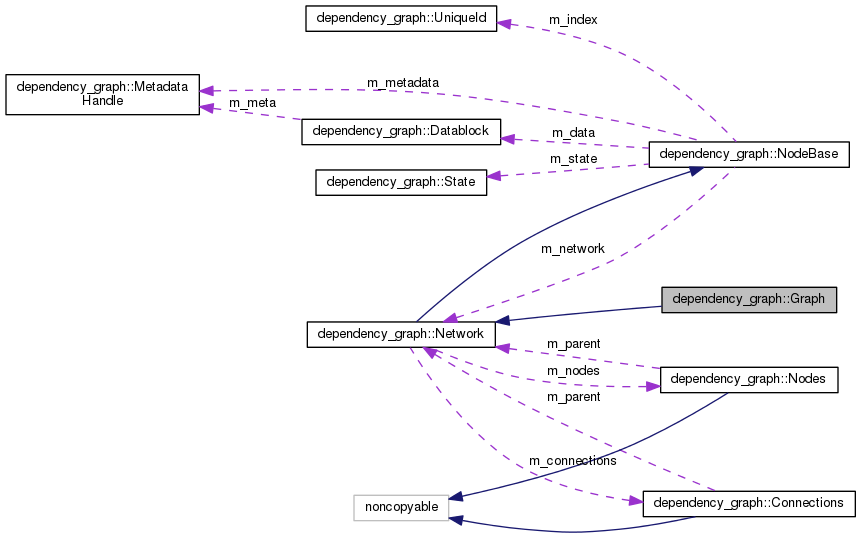 dependency_graph::UniqueId
m_index
dependency_graph::Metadata
Handle
m_metadata
m_meta
dependency_graph::Datablock
m_data
dependency_graph::NodeBase
m_state
dependency_graph::State
m_network
dependency_graph::Graph
dependency_graph::Network
m_parent
m_nodes
dependency_graph::Nodes
m_parent
m_connections
noncopyable
dependency_graph::Connections